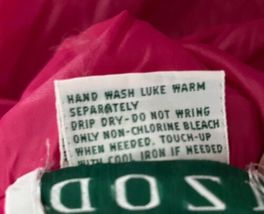 HAND WASH LUKE WARM
SEPARATELY
DRIP DRY-DO NOT WRING
ONLY NON-CHLORINE BLEACH
WHEN NEEDED. TOUCH-UP
WITH COOL IRON IF NEEDED
IZOD